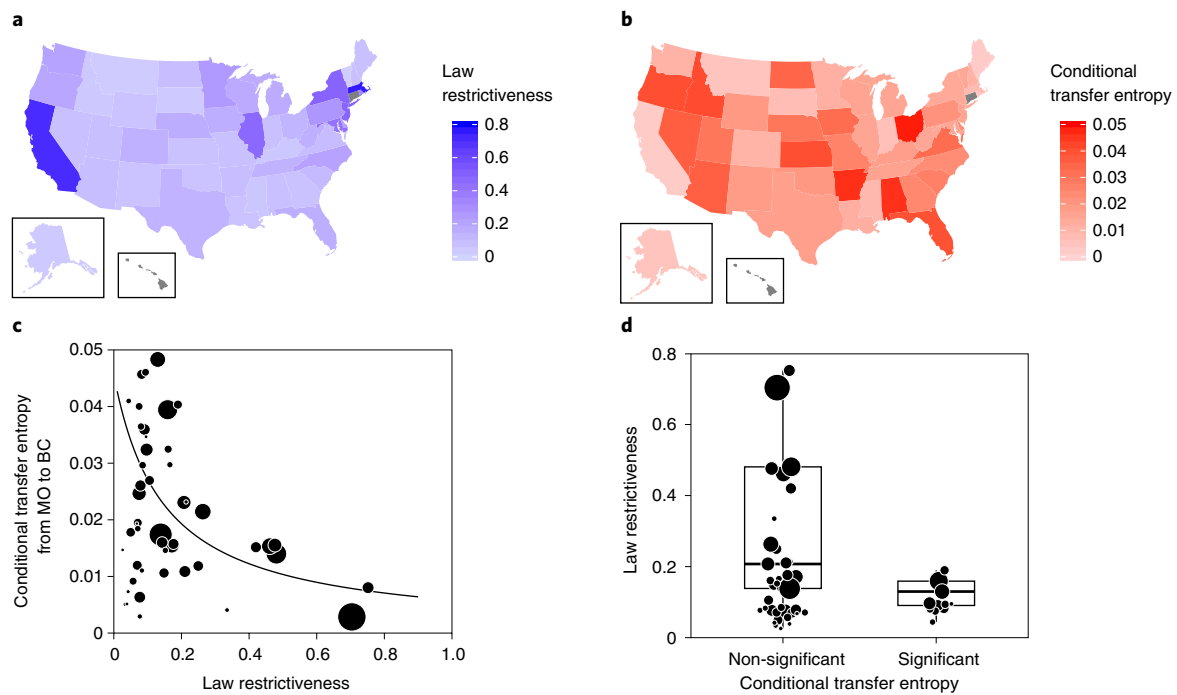 a
Law
restrictiveness
0.8
0.6
0.4
0.2
0
b
Conditional
transfer entropy
0.05
0.04
0.03
0.02
0.01
0
c
Conditional transfer entropy
from MO to BC
0.05
0.04
0.03
0.02
0.01
0
0
0.2
0.4
0.6
0.8
1.0
Law restrictiveness
d
Law restrictiveness
0.8
0.6
0.4
0.2
0
Non-significant
Significant
Conditional transfer entropy